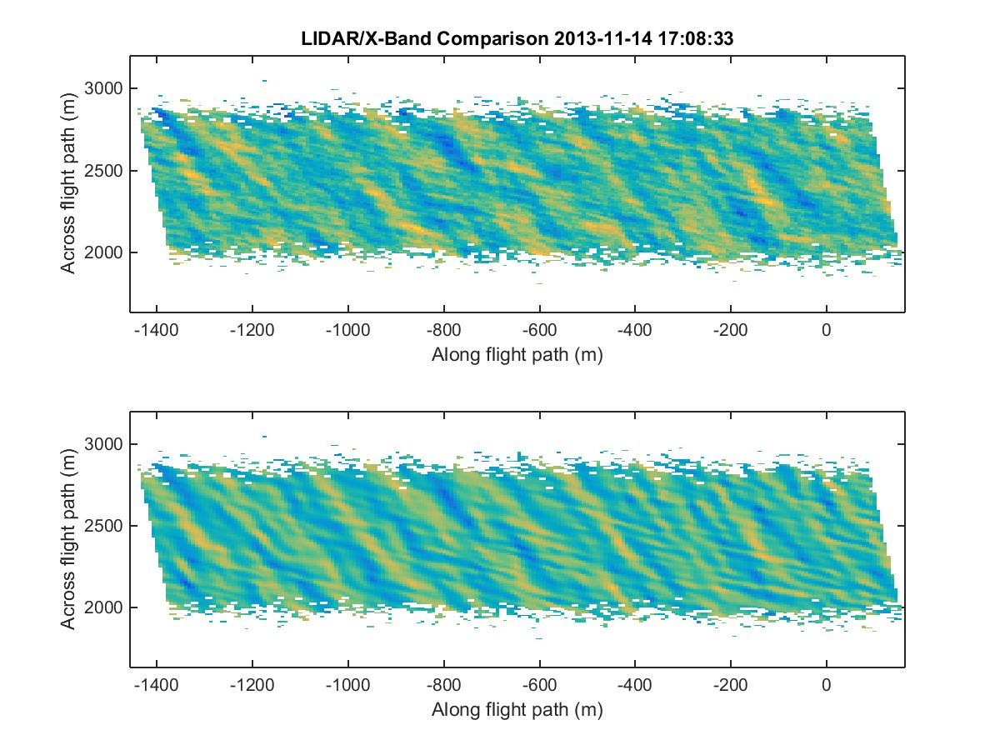 LIDAR/X-Band Comparison 2013-11-14 17:08:33
3000
2500
2000
Across flight path (m)
-1400 -1200 -1000 -800 -600 -400 -200 0
Along flight path (m)
3000
2500
2000
Across flight path (m)
-1400 -1200 -1000 -800 -600 -400 -200 0
Along flight path (m)